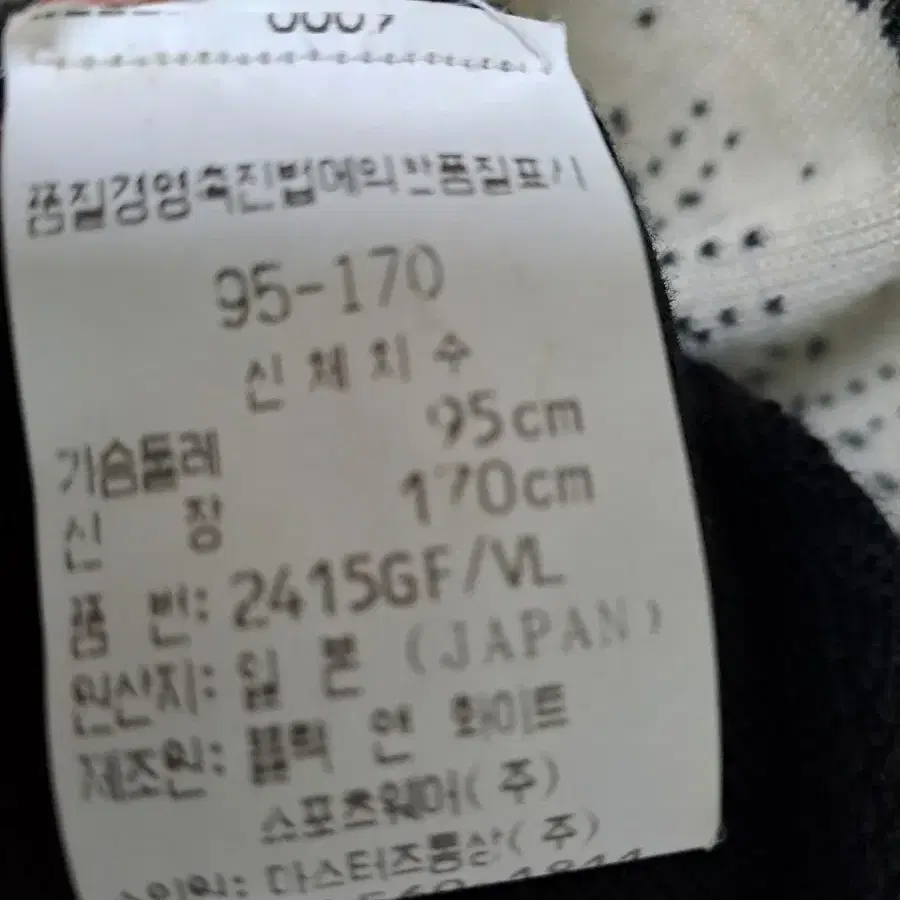 0007
품질경영촉진법에의한품질표시
95-170
신체치수
가슴둘레 95cm
신 장 170cm
품 번: 2415GF/VL
원산지: 일 본 (JAPAN)
제조원: 블랙 앤 화이트
스포츠웨어(주)
마스터즈통상(주)